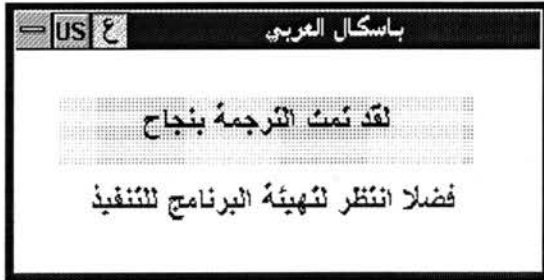 باسكال العربي ع US
لقد تمت الترجمة بنجاح
فضلا انتظر لتهيئة البرنامج للتنفيذ